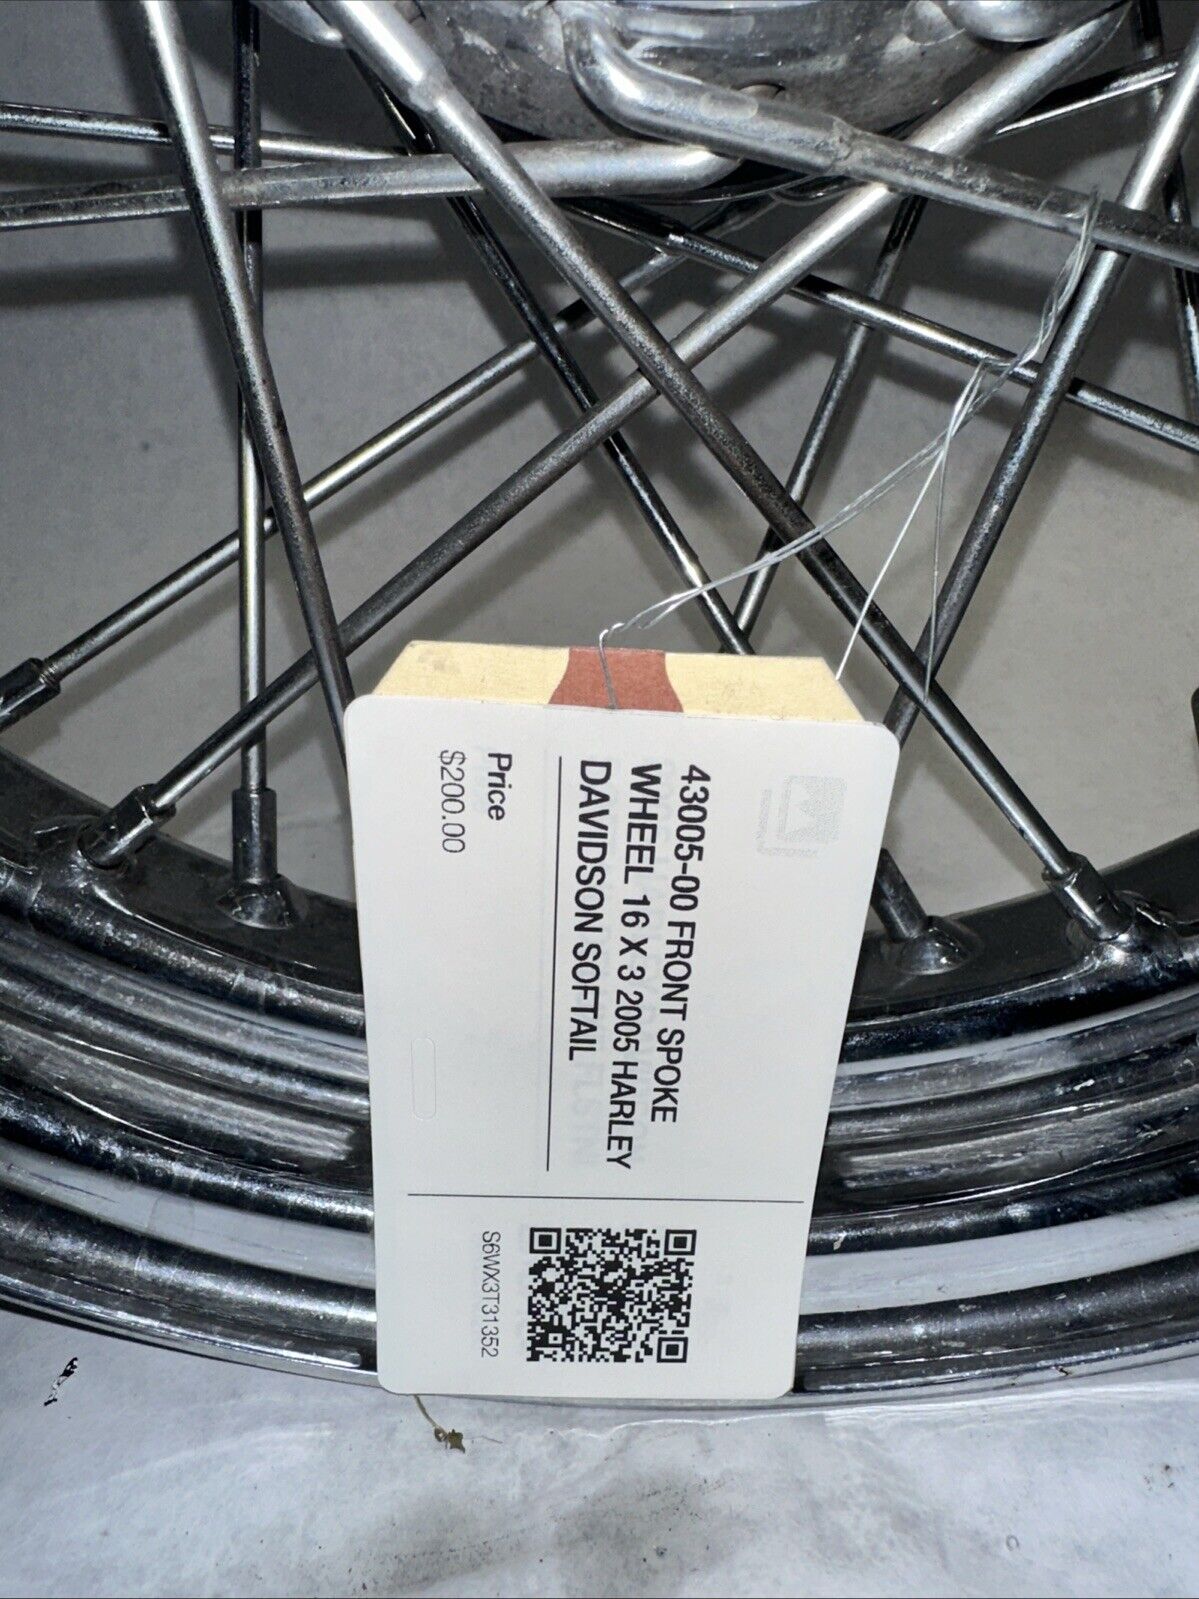 43005-00 FRONT SPOKE
WHEEL 16 X 3 2005 HARLEY
DAVIDSON SOFTAIL
Price
$200.00
S6WX3T31352